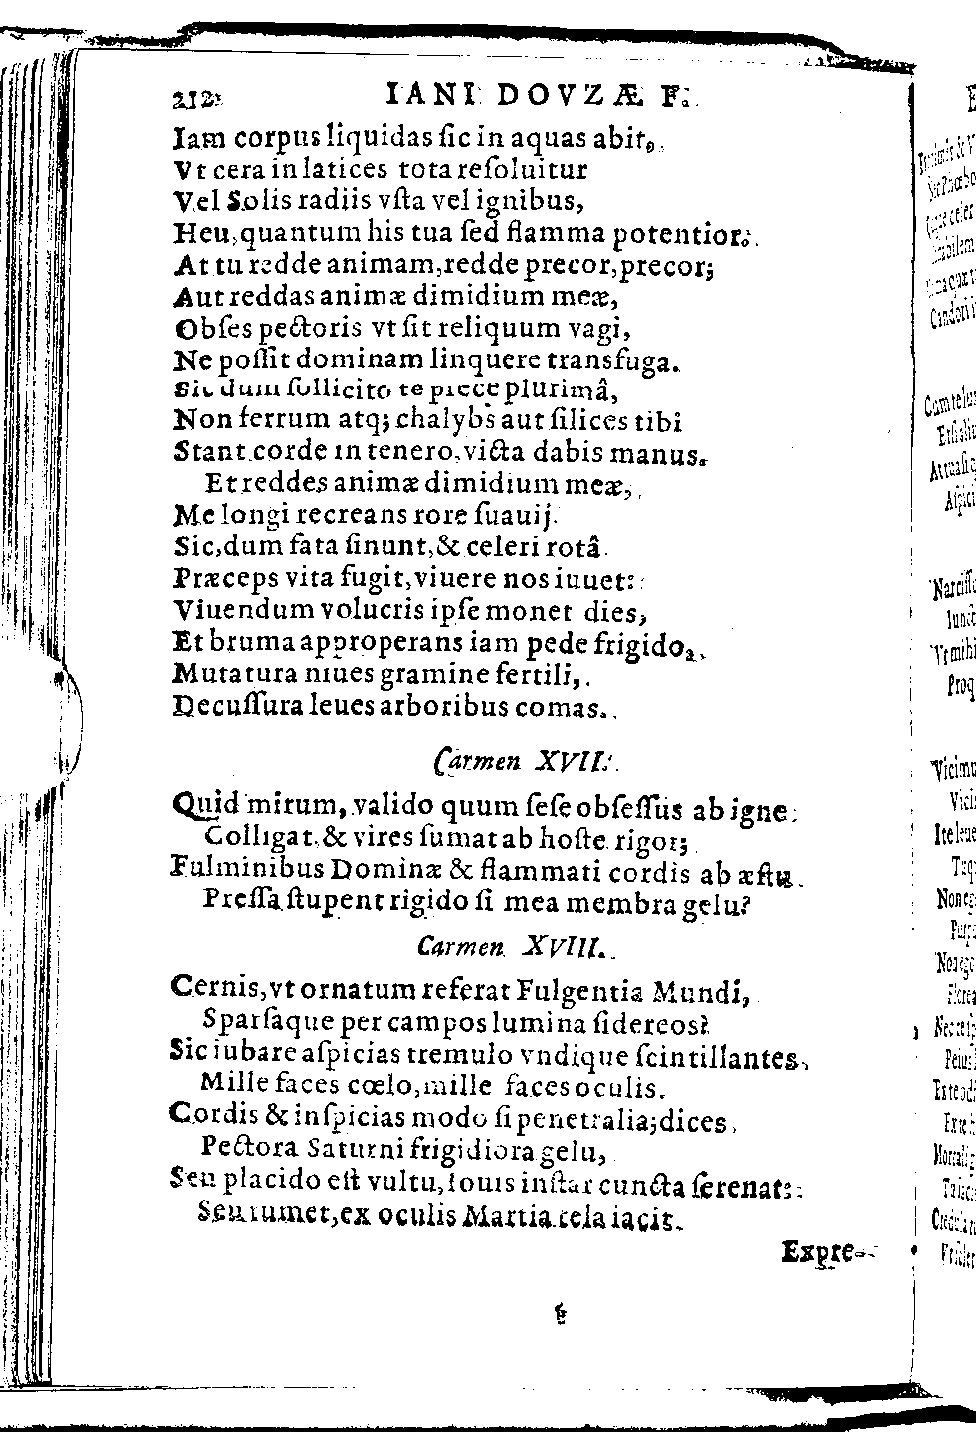 212 IANI DOVZÆ F.
Iam corpus liquidas ſic in aquas abit,
Vt cera in latices tota reſoluitur
Vel Solis radiis vſta vel ignibus,
Heu, quantum his tua ſed flamma potentior.
At tu redde animam, redde precor, precor;
Aut reddas animæ dimidium meæ,
Obſes pectoris vt ſit reliquum vagi,
Ne poſſit dominam linquere transfuga.
Sic dum ſollicito te prece plurimâ,
Non ferrum atq; chalybs aut ſilices tibi
Stant corde in tenero, victa dabis manus.
Et reddes animæ dimidium meæ,
Me longi recreans rore ſuauij.
Sic, dum fata ſinunt, & celeri rotâ
Præceps vita fugit, viuere nos iuuet:
Viuendum volucris ipſe monet dies,
Et bruma approperans iam pede frigido,
Mutatura niues gramine fertili,
Decuſſura leues arboribus comas.
Carmen XVII.
Quid mirum, valido quum ſeſe obſeſſus ab igne
Colligat, & vires ſumat ab hoſte rigor;
Fulminibus Dominæ & flammati cordis ab æſtu
Preſſa ſtupent rigido ſi mea membra gelu?
Carmen XVIII.
Cernis, vt ornatum referat Fulgentia Mundi,
Sparſaque per campos lumina ſidereos?
Sic iubare aſpicias tremulo vndique ſcintillantes,
Mille faces cœlo, mille faces oculis.
Cordis & inſpicias modo ſi penetralia; dices,
Pectora Saturni frigidiora gelu,
Seu placido eſt vultu, Iouis inſtar cuncta ſerenat:
Seu tumet, ex oculis Martia tela iacit.
Expre-